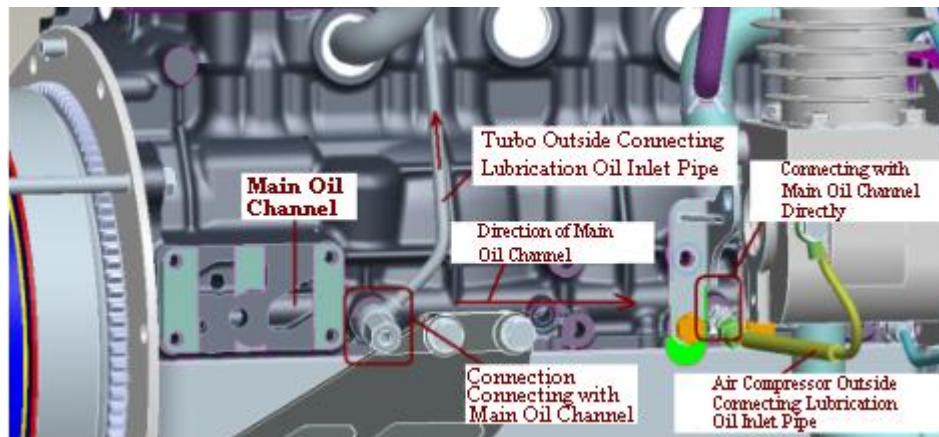 Turbo Outside Connecting
Lubrication Oil Inlet Pipe
Connecting with
Main Oil Channel
Directly
Main Oil
Channel
Direction of Main
Oil Channel
Connection
Connecting with
Main Oil Channel
Air Compressor Outside
Connecting Lubrication
Oil Inlet Pipe